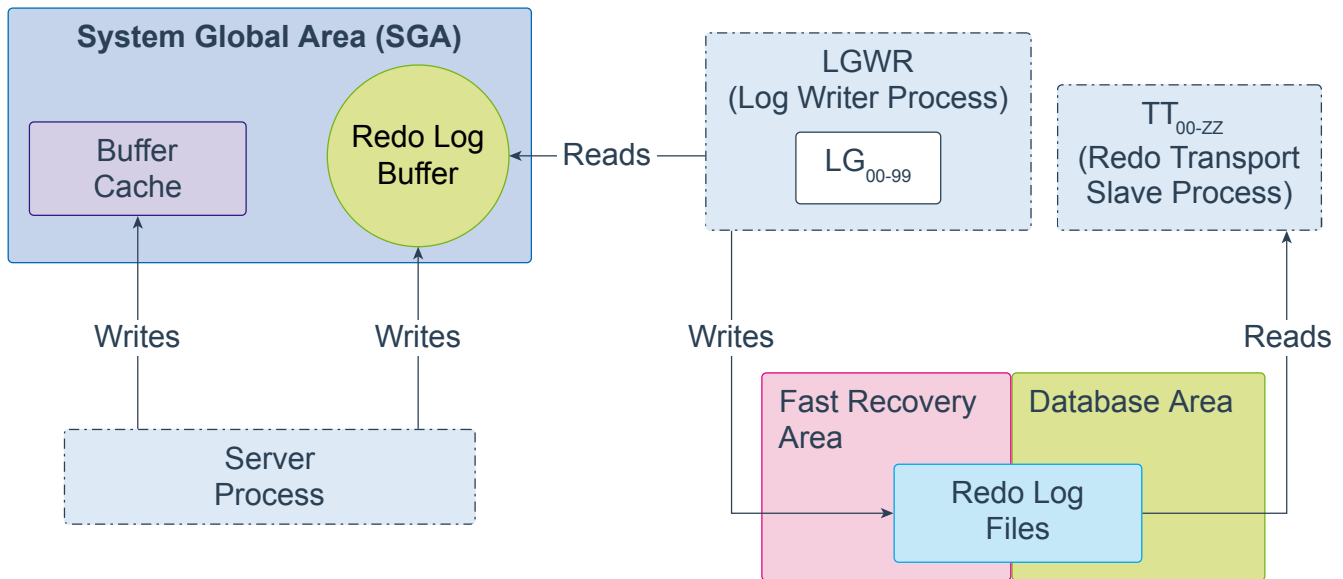 System Global Area (SGA)
Buffer
Cache
Redo Log
Buffer
Reads
LGWR
(Log Writer Process)
LG00-99
TT00-ZZ
(Redo Transport
Slave Process)
Writes
Writes
Writes
Reads
Server
Process
Fast Recovery
Area
Database Area
Redo Log
Files